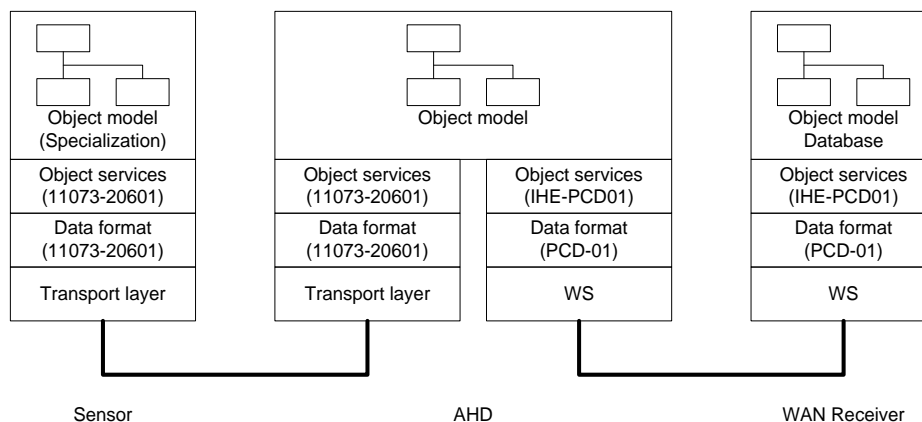 Object model
(Specialization)
Object services
(11073-20601)
Data format
(11073-20601)
Transport layer
Object model
Object services
(11073-20601)
Data format
(11073-20601)
Transport layer
Object services
(IHE-PCD01)
Data format
(PCD-01)
WS
Object model
Database
Object services
(IHE-PCD01)
Data format
(PCD-01)
WS
Sensor
AHD
WAN Receiver